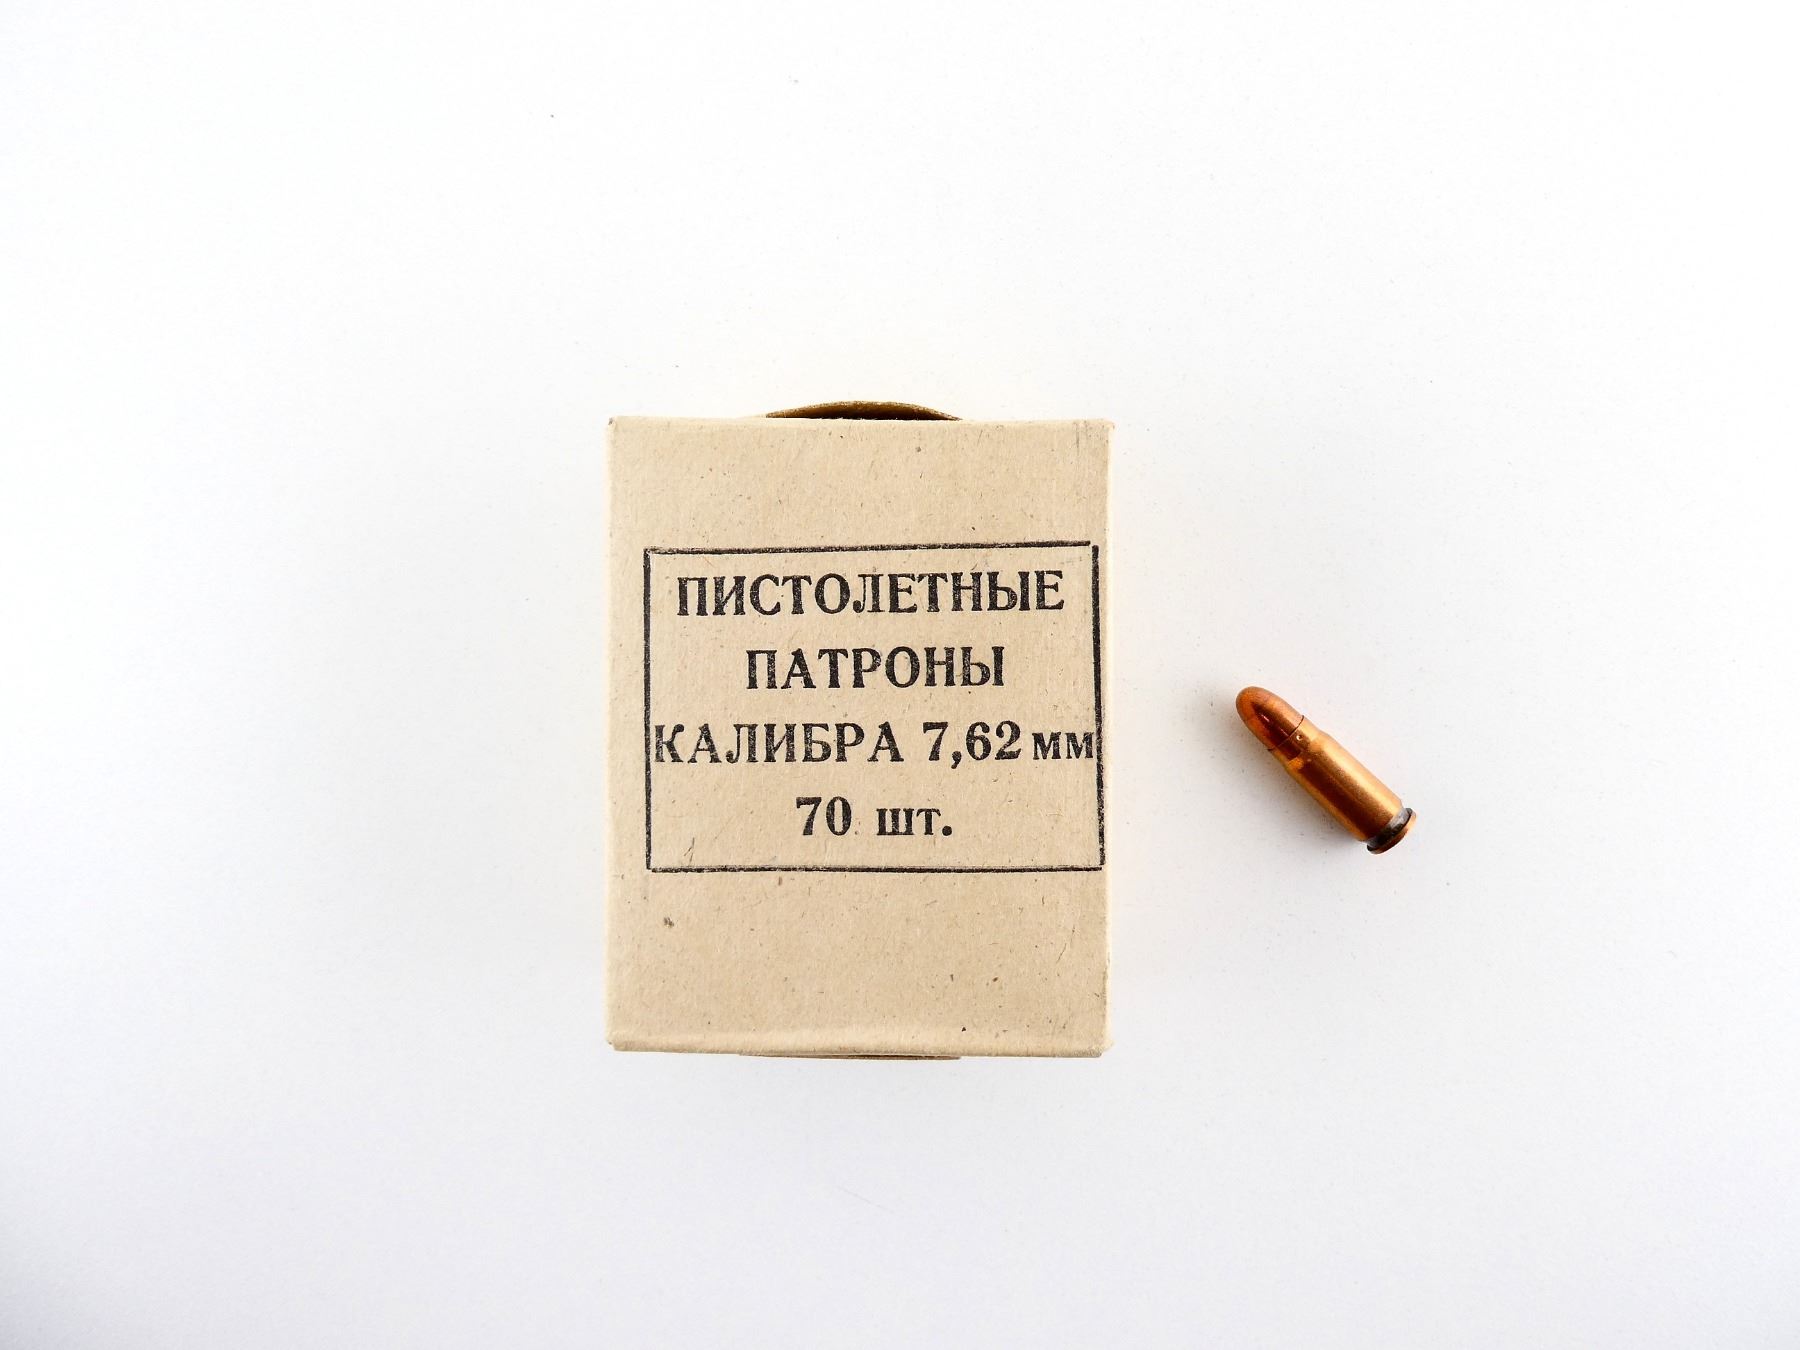 ПИСТОЛЕТНЫЕ
ПАТРОНЫ
КАЛИБРА 7,62 мм
70 шт.